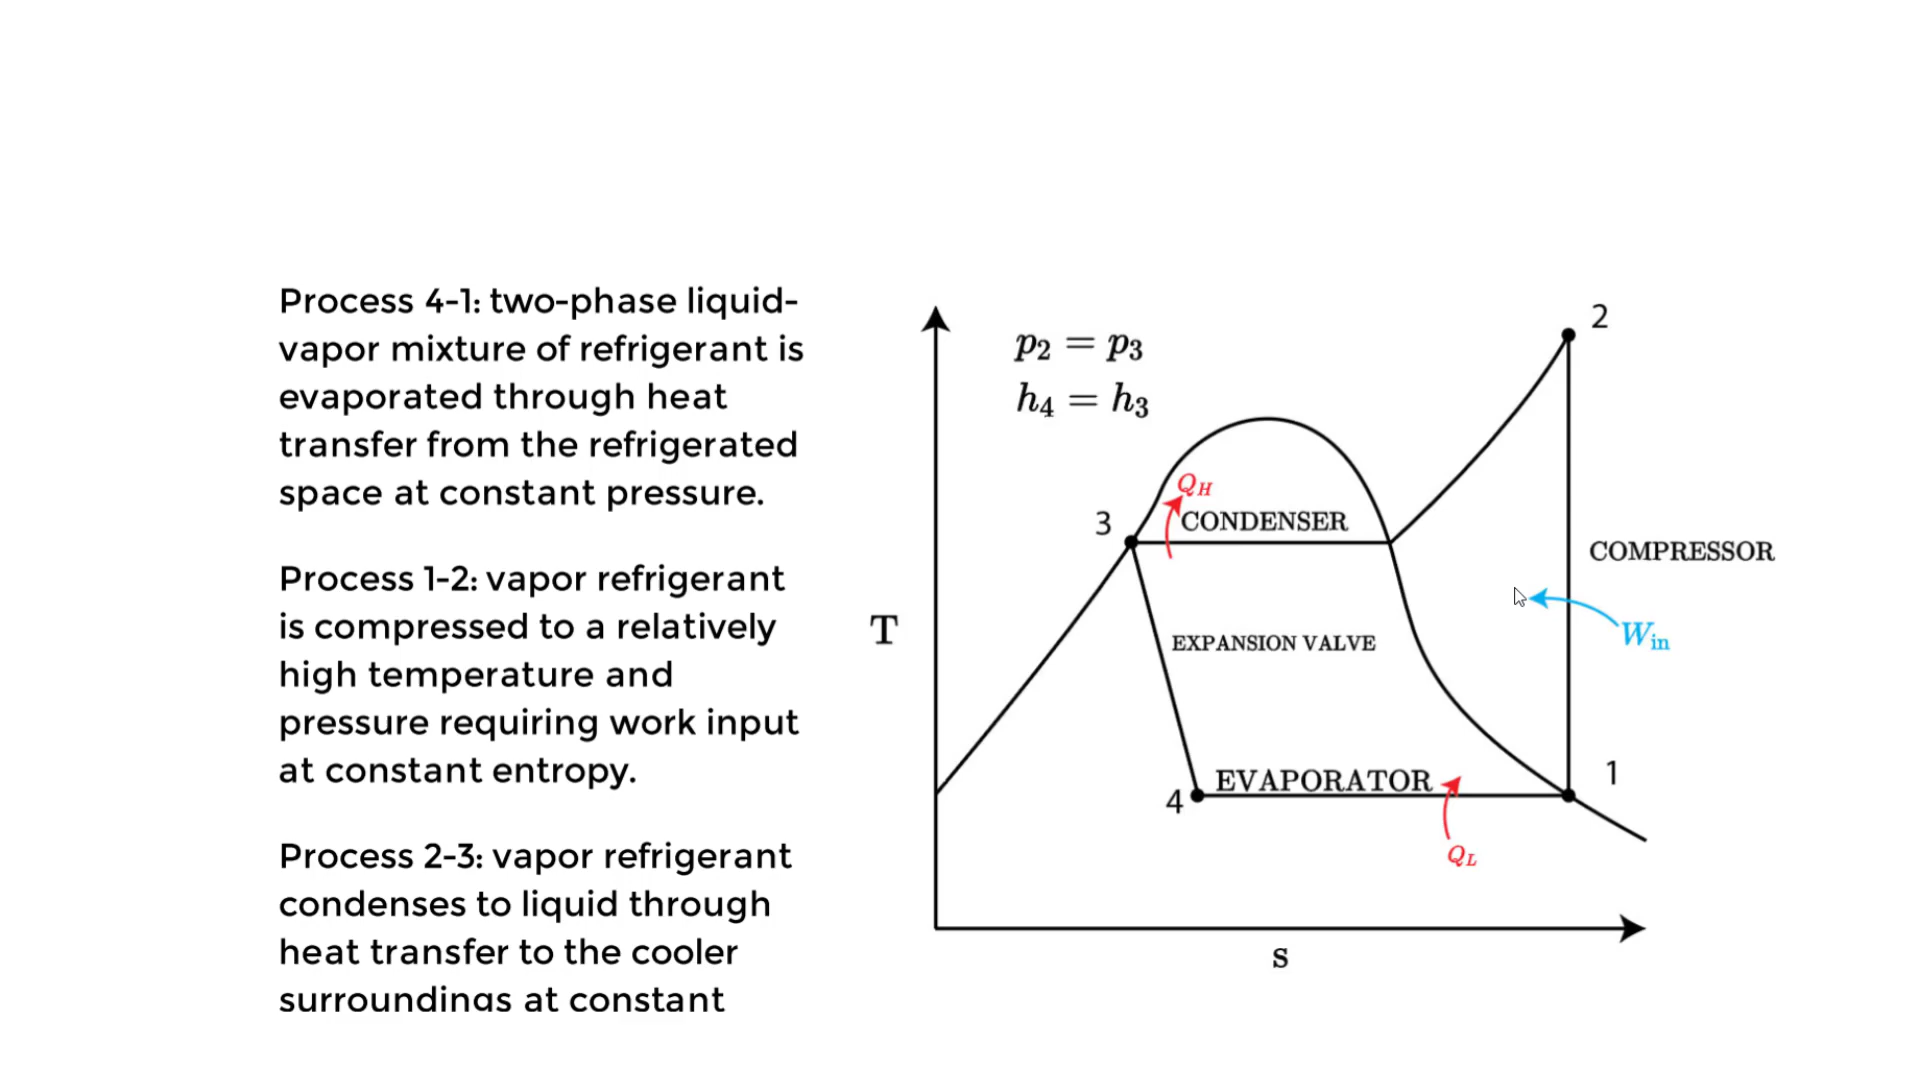 Process 4-1: two-phase liquid-
vapor mixture of refrigerant is
evaporated through heat
transfer from the refrigerated
space at constant pressure.
Process 1-2: vapor refrigerant
is compressed to a relatively
high temperature and
pressure requiring work input
at constant entropy.
Process 2-3: vapor refrigerant
condenses to liquid through
heat transfer to the cooler
surroundings at constant
p₂ = p₃
h₄ = h₃
2
Q_H
3
CONDENSER
COMPRESSOR
T
EXPANSION VALVE
W_in
1
4
EVAPORATOR
Q_L
s